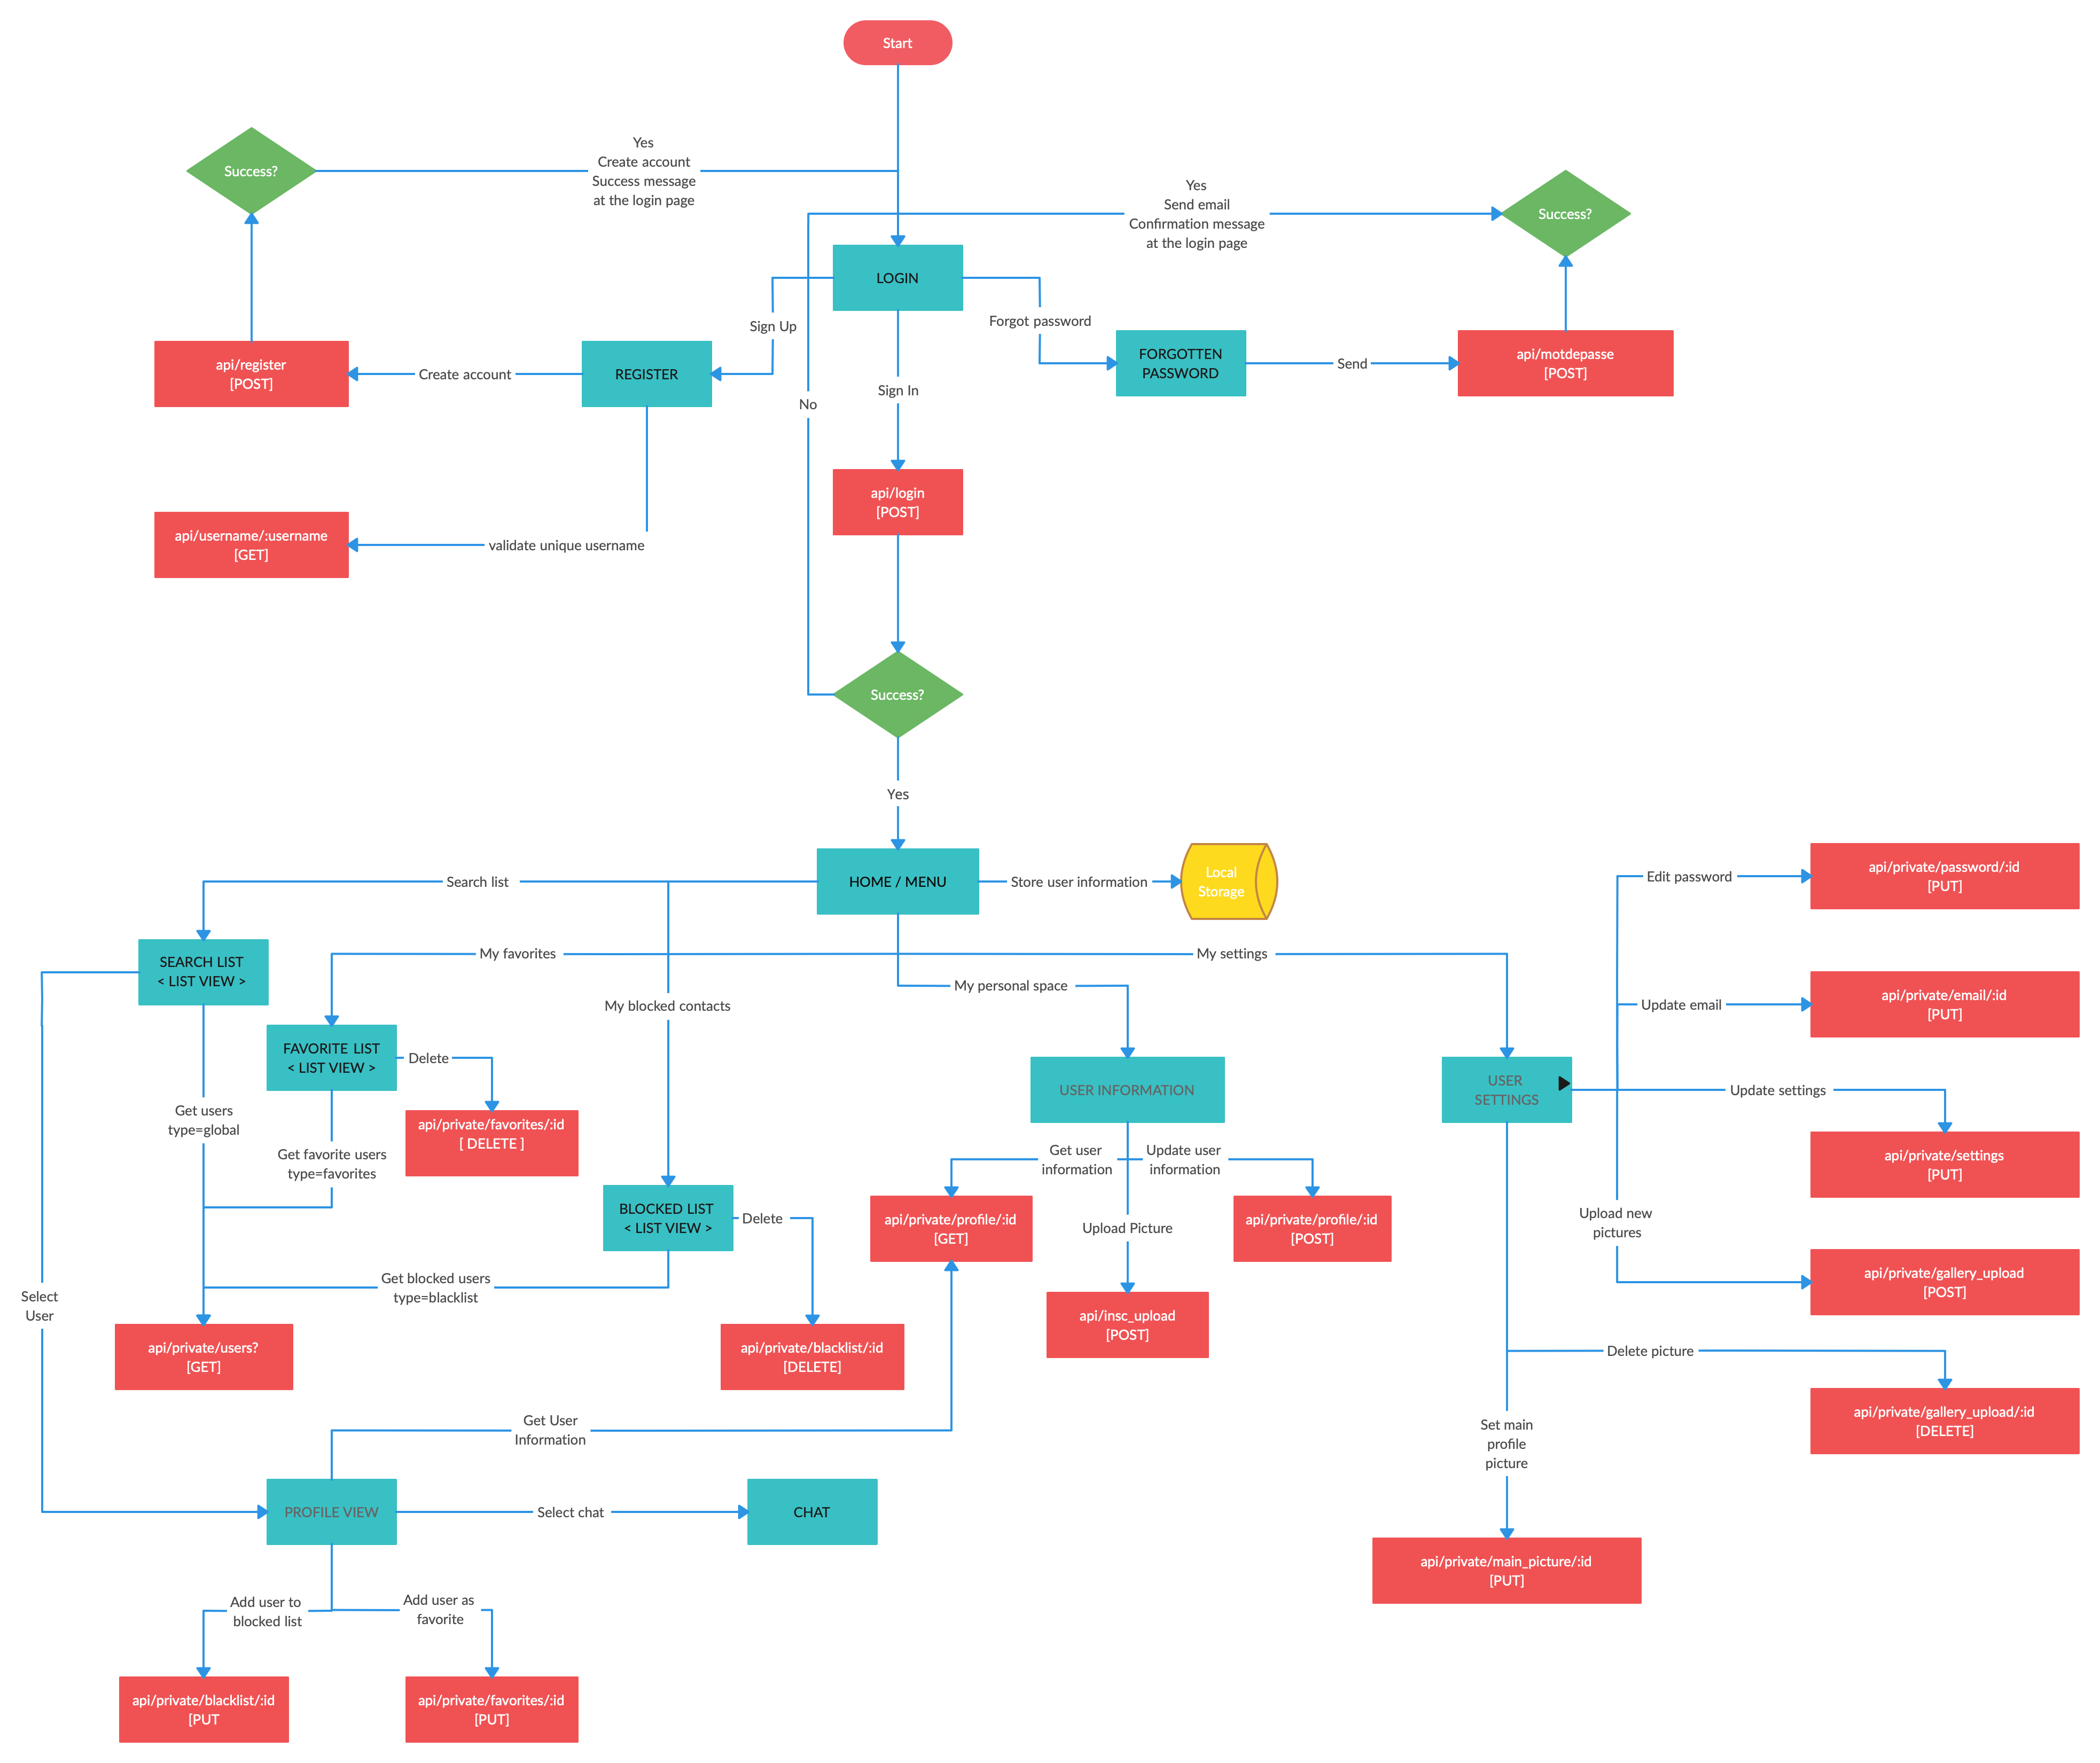 Start
Success?
Yes
Create account
Success message
at the login page
Yes
Send email
Confirmation message
at the login page
Success?
LOGIN
Sign Up
Forgot password
api/register
[POST]
Create account
REGISTER
No
Sign In
FORGOTTEN
PASSWORD
Send
api/motdepasse
[POST]
api/login
[POST]
api/username/:username
[GET]
validate unique username
Success?
Yes
Search list
HOME / MENU
Store user information
Local
Storage
Edit password
api/private/password/:id
[PUT]
SEARCH LIST
< LIST VIEW >
My favorites
My settings
My blocked contacts
My personal space
Update email
api/private/email/:id
[PUT]
FAVORITE LIST
< LIST VIEW >
Delete
USER INFORMATION
USER
SETTINGS
Update settings
Get users
type=global
api/private/favorites/:id
[ DELETE ]
Get favorite users
type=favorites
Get user
information
Update user
information
api/private/settings
[PUT]
BLOCKED LIST
< LIST VIEW >
Delete
api/private/profile/:id
[GET]
Upload Picture
api/private/profile/:id
[POST]
Upload new
pictures
Get blocked users
type=blacklist
api/private/gallery_upload
[POST]
Select
User
api/private/users?
[GET]
api/private/blacklist/:id
[DELETE]
api/insc_upload
[POST]
Delete picture
Get User
Information
Set main
profile
picture
api/private/gallery_upload/:id
[DELETE]
PROFILE VIEW
Select chat
CHAT
api/private/main_picture/:id
[PUT]
Add user to
blocked list
Add user as
favorite
api/private/blacklist/:id
[PUT
api/private/favorites/:id
[PUT]